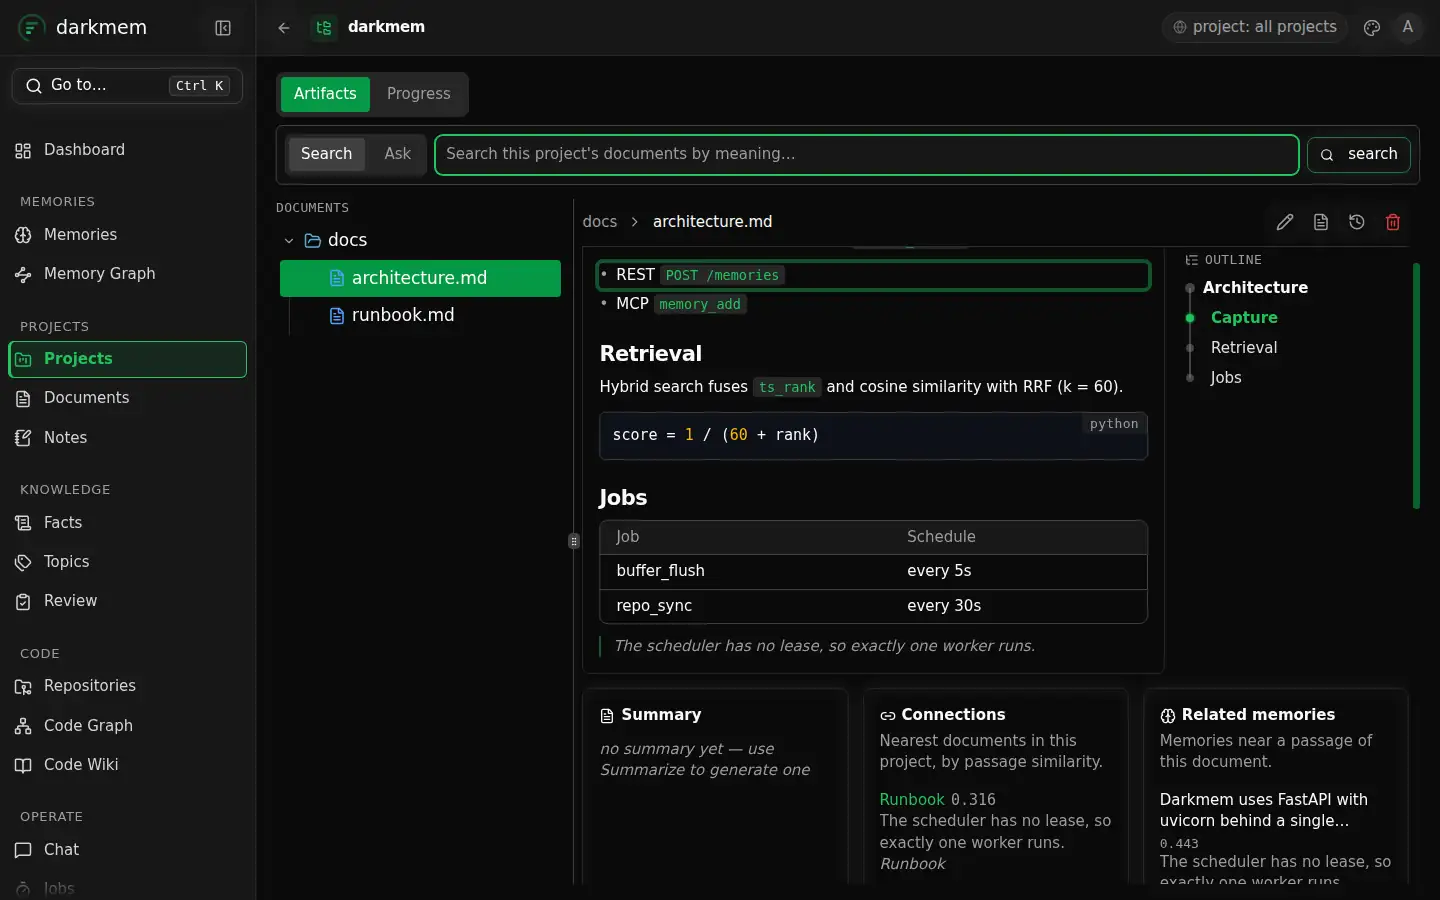 darkmem
Go to...
Ctrl K
Dashboard
MEMORIES
Memories
Memory Graph
PROJECTS
Projects
Documents
Notes
KNOWLEDGE
Facts
Topics
Review
CODE
Repositories
Code Graph
Code Wiki
OPERATE
Chat
Jobs
darkmem
project: all projects
A
Artifacts
Progress
Search
Ask
Search this project's documents by meaning...
search
DOCUMENTS
docs
architecture.md
runbook.md
docs > architecture.md
• REST POST /memories
• MCP memory_add
Retrieval
Hybrid search fuses ts_rank and cosine similarity with RRF (k = 60).
python
score = 1 / (60 + rank)
Jobs
Job Schedule
buffer_flush every 5s
repo_sync every 30s
The scheduler has no lease, so exactly one worker runs.
OUTLINE
Architecture
Capture
Retrieval
Jobs
Summary
no summary yet — use
Summarize to generate one
Connections
Nearest documents in this
project, by passage similarity.
Runbook 0.316
The scheduler has no lease, so
exactly one worker runs.
Runbook
Related memories
Memories near a passage of
this document.
Darkmem uses FastAPI with
uvicorn behind a single...
0.443
The scheduler has no lease, so
exactly one worker runs.